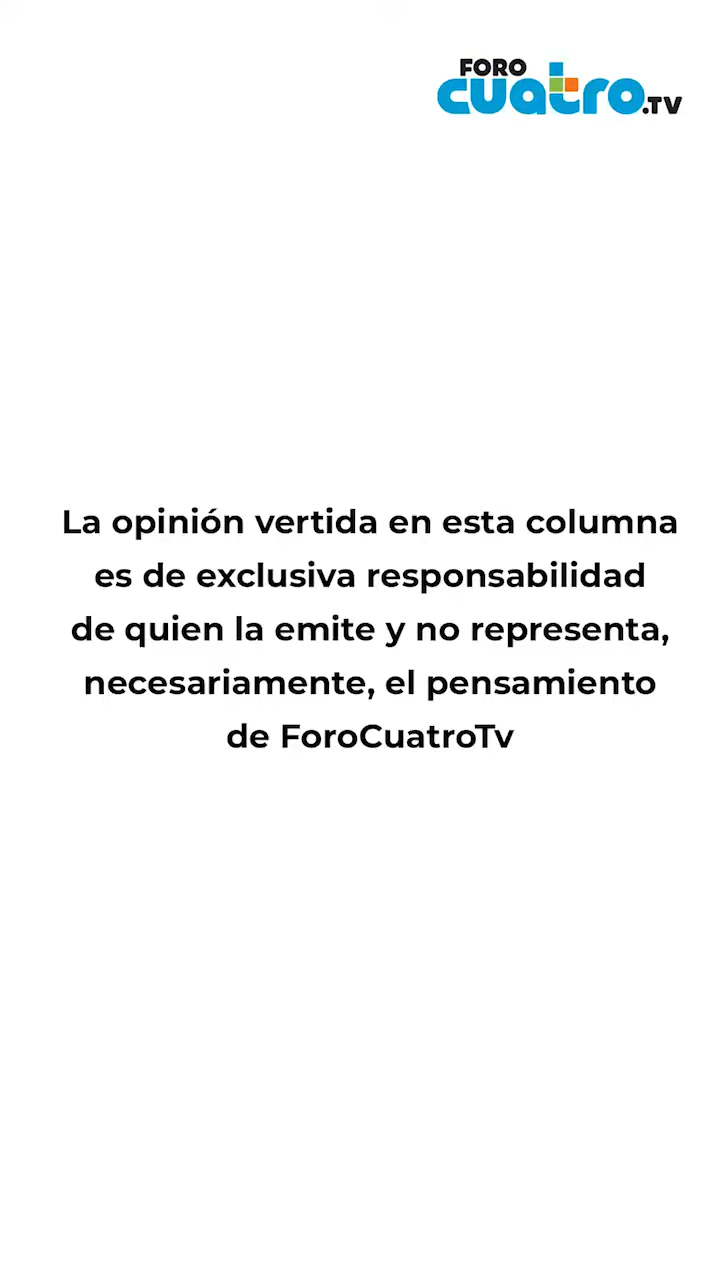 FORO
cuatro.TV
La opinión vertida en esta columna
es de exclusiva responsabilidad
de quien la emite y no representa,
necesariamente, el pensamiento
de ForoCuatroTv